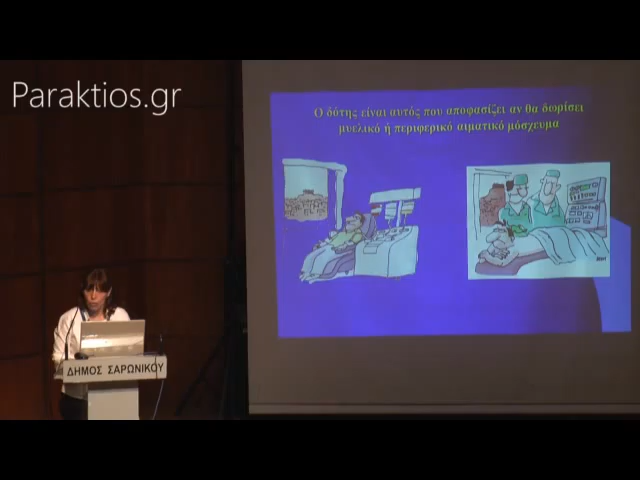 Paraktios.gr
Ο δότης είναι αυτός που αποφασίζει αν θα δωρίσει
μυελικό ή περιφερικό αιματικό μόσχευμα
ΔΗΜΟΣ ΣΑΡΩΝΙΚΟΥ